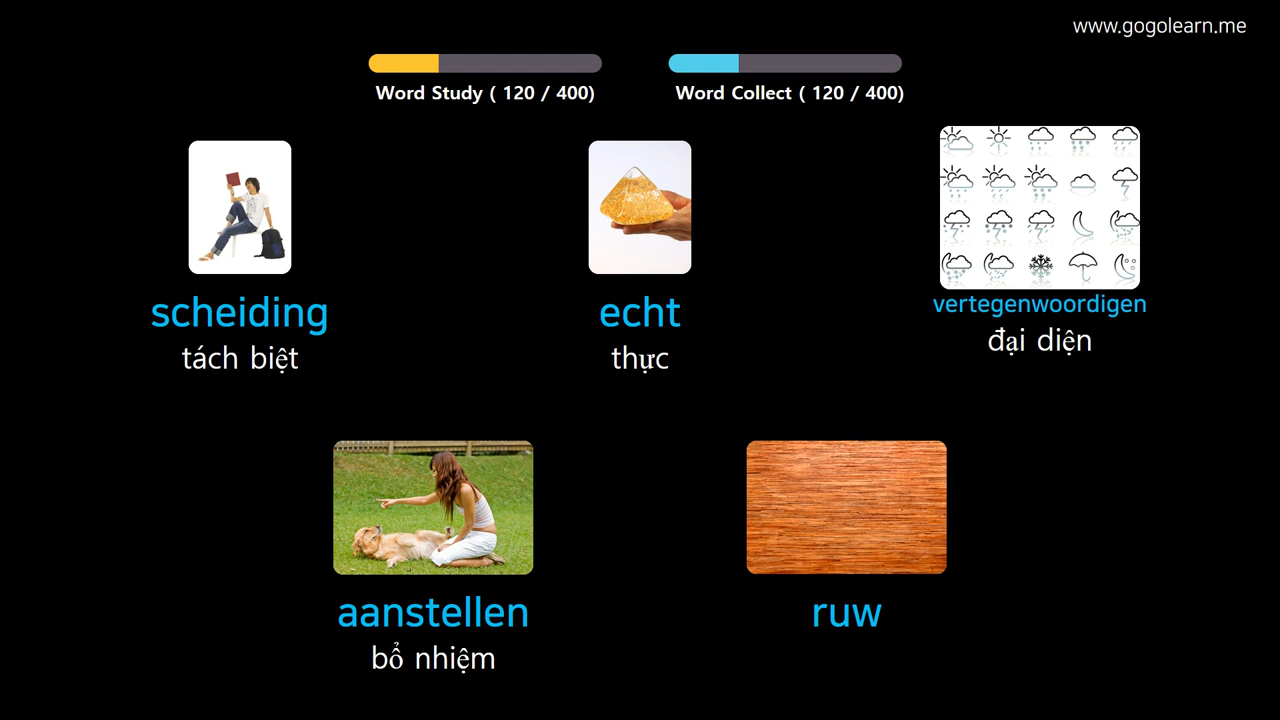 www.gogolearn.me
Word Study ( 120 / 400)
Word Collect ( 120 / 400)
scheiding
tách biệt
echt
thực
vertegenwoordigen
đại diện
aanstellen
bổ nhiệm
ruw